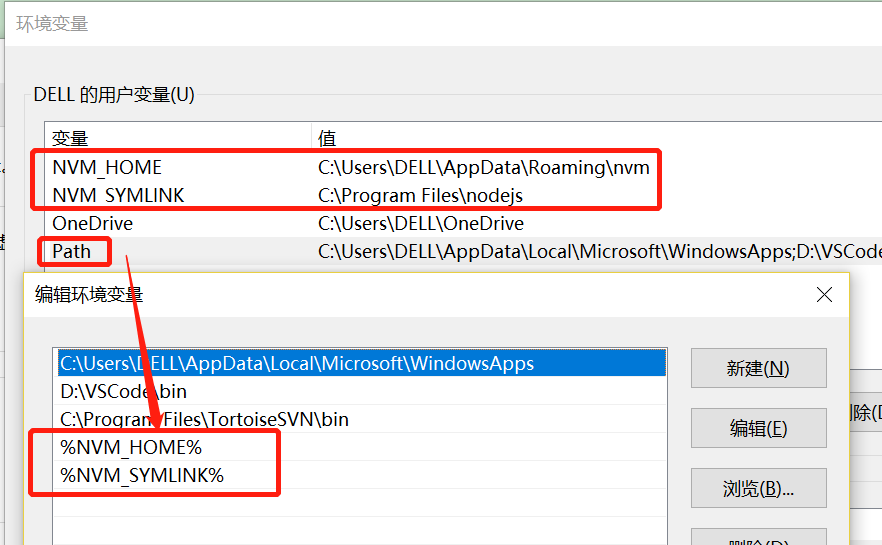 环境变量
DELL 的用户变量(U)
变量 值
NVM_HOME C:\Users\DELL\AppData\Roaming\nvm
NVM_SYMLINK C:\Program Files\nodejs
OneDrive C:\Users\DELL\OneDrive
Path C:\Users\DELL\AppData\Local\Microsoft\WindowsApps;D:\VSCode
编辑环境变量
C:\Users\DELL\AppData\Local\Microsoft\WindowsApps
新建(N)
D:\VSCode\bin
C:\Program Files\TortoiseSVN\bin
删除(D
编辑(E)
%NVM_HOME%
%NVM_SYMLINK%
浏览(B)...
删除(D)